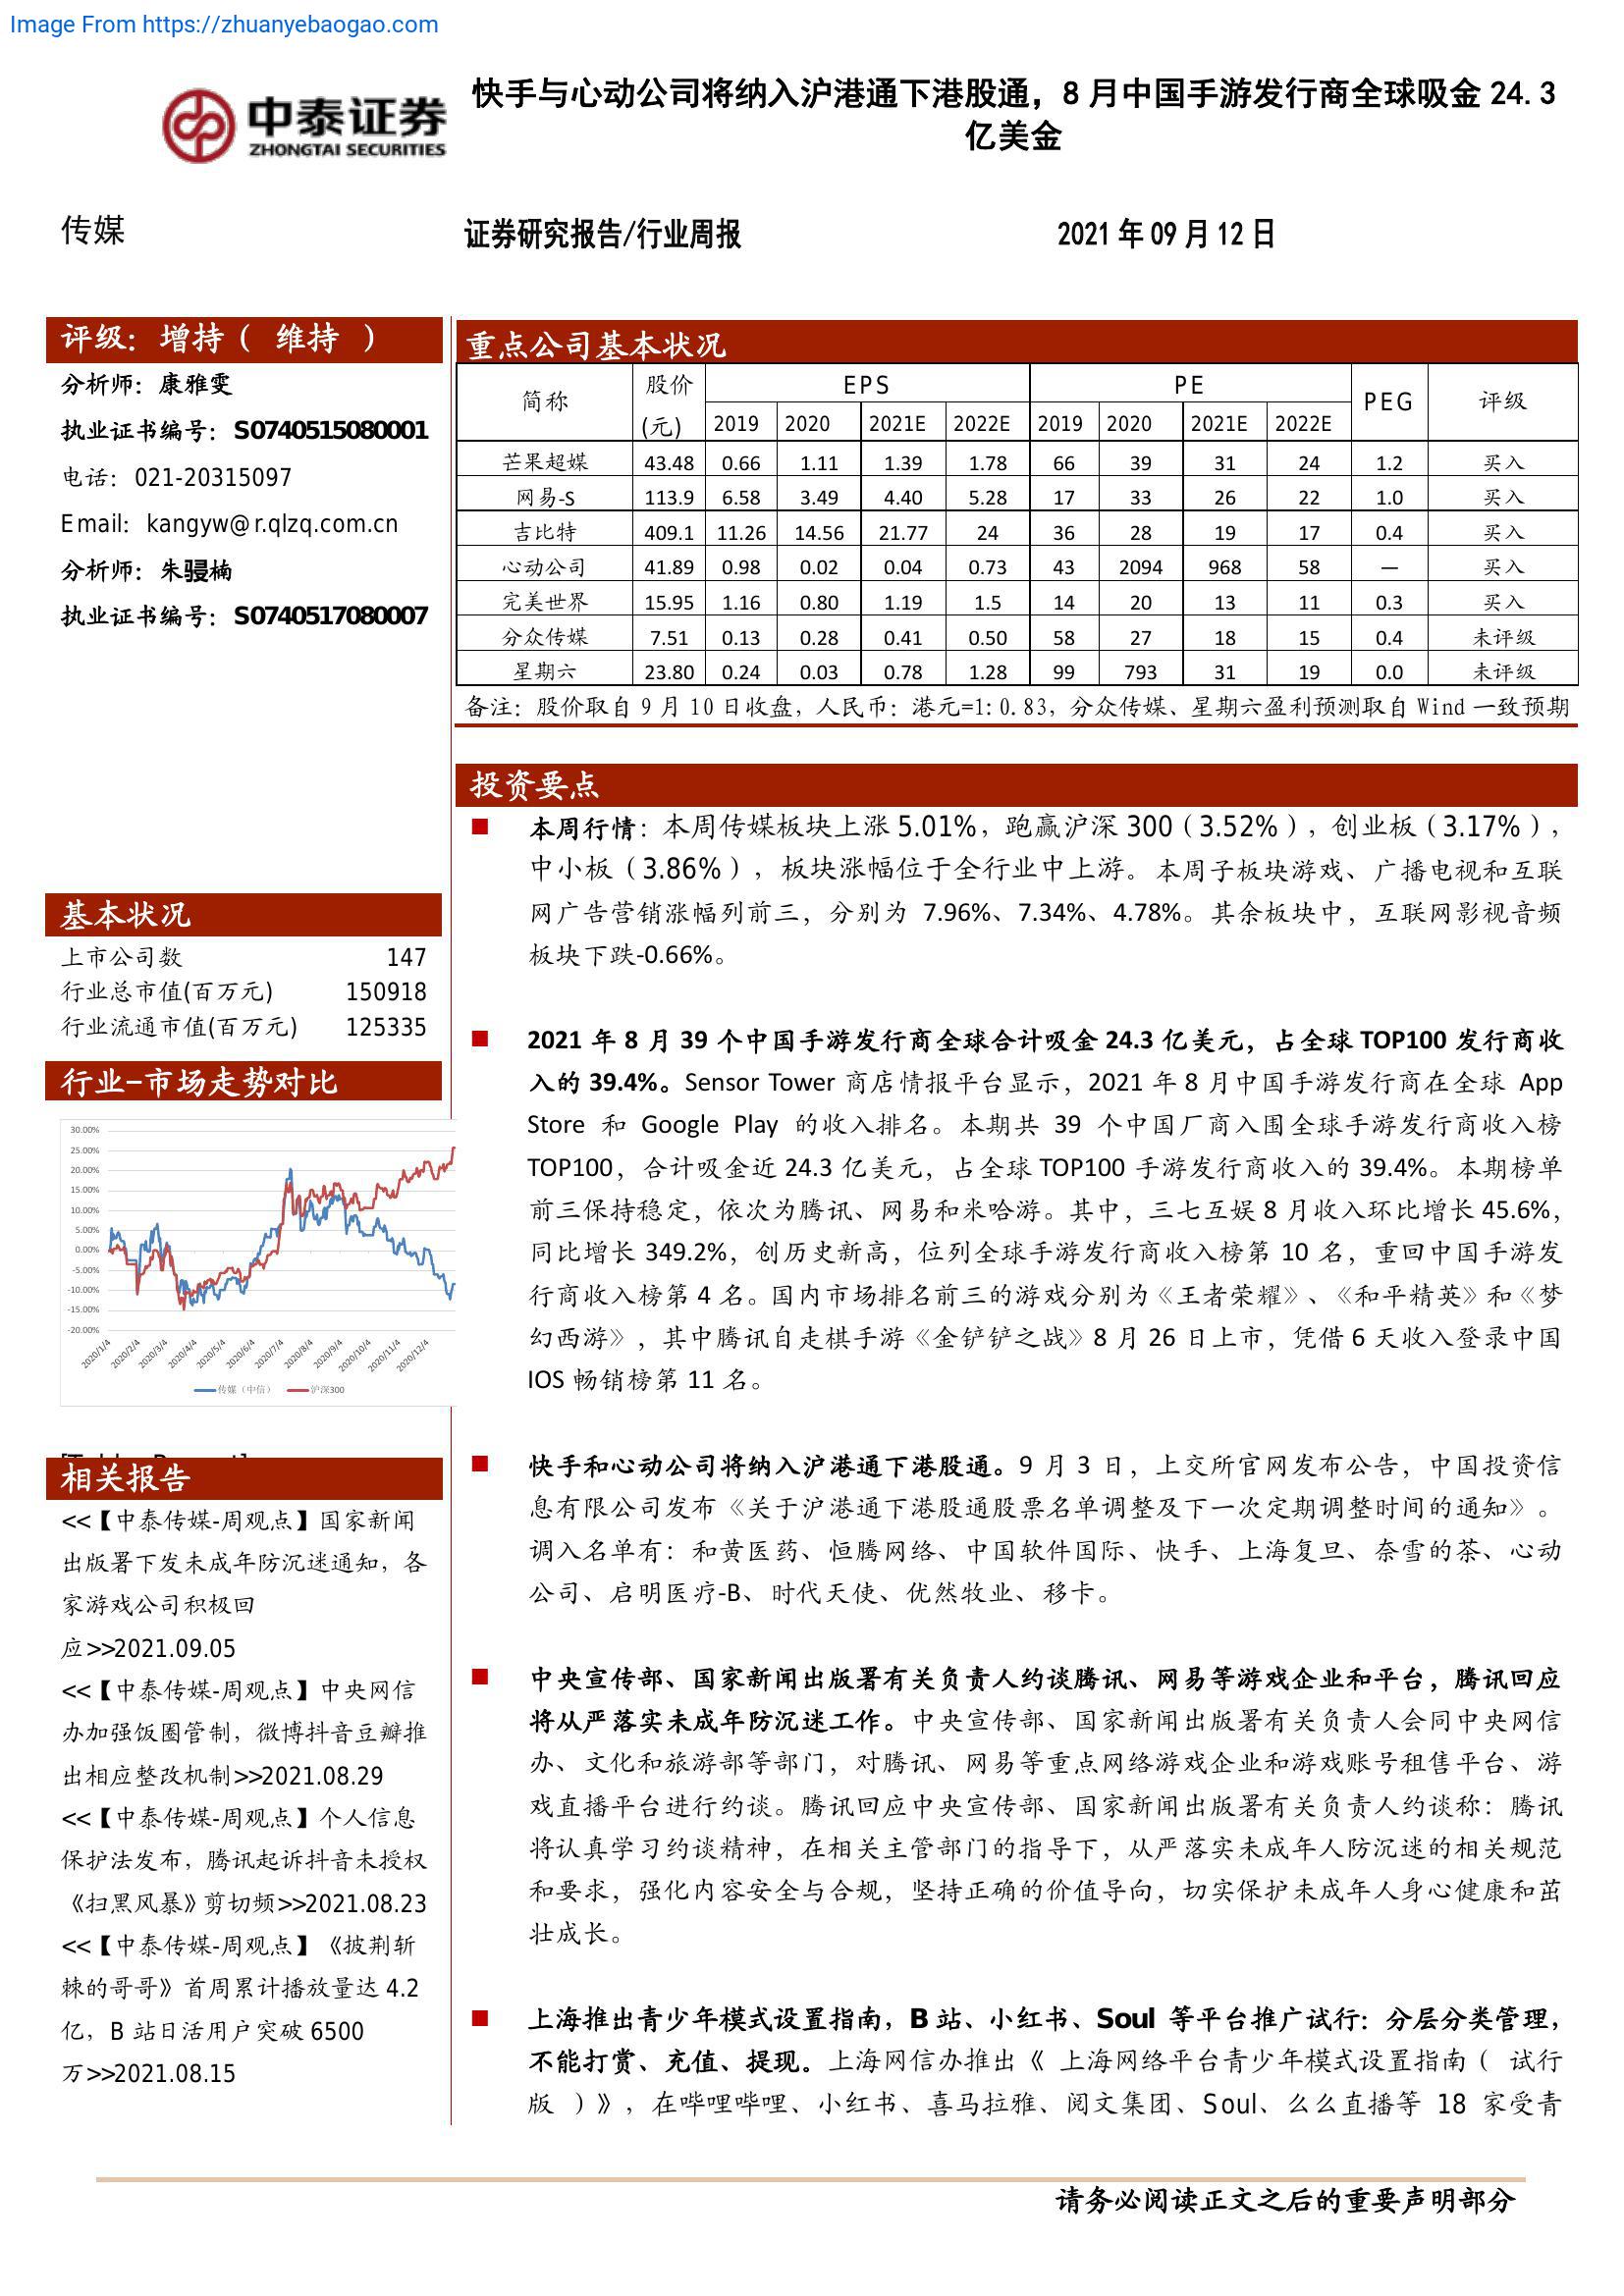 Image From https://zhuanyebaogao.com
中泰证券
ZHONGTAI SECURITIES
快手与心动公司将纳入沪港通下港股通，8 月中国手游发行商全球吸金 24.3
亿美金
传媒 证券研究报告/行业周报 2021 年 09 月 12 日
评级：增持（ 维持 ）
分析师：康雅雯
执业证书编号：S0740515080001
电话：021-20315097
Email：kangyw@r.qlzq.com.cn
分析师：朱骎楠
执业证书编号：S0740517080007
基本状况
上市公司数 147
行业总市值(百万元) 150918
行业流通市值(百万元) 125335
行业-市场走势对比
30.00%
25.00%
20.00%
15.00%
10.00%
5.00%
0.00%
-5.00%
-10.00%
-15.00%
-20.00%
2020/1/4 2020/2/4 2020/3/4 2020/4/4 2020/5/4 2020/6/4 2020/7/4 2020/8/4 2020/9/4 2020/10/4 2020/11/4 2020/12/4
传媒（中信） 沪深300
相关报告
<<【中泰传媒-周观点】国家新闻
出版署下发未成年防沉迷通知，各
家游戏公司积极回
应>>2021.09.05
<<【中泰传媒-周观点】中央网信
办加强饭圈管制，微博抖音豆瓣推
出相应整改机制>>2021.08.29
<<【中泰传媒-周观点】个人信息
保护法发布，腾讯起诉抖音未授权
《扫黑风暴》剪切频>>2021.08.23
<<【中泰传媒-周观点】《披荆斩
棘的哥哥》首周累计播放量达 4.2
亿，B 站日活用户突破 6500
万>>2021.08.15
重点公司基本状况
简称 股价(元) EPS PE PEG 评级
2019 2020 2021E 2022E 2019 2020 2021E 2022E
芒果超媒 43.48 0.66 1.11 1.39 1.78 66 39 31 24 1.2 买入
网易-S 113.9 6.58 3.49 4.40 5.28 17 33 26 22 1.0 买入
吉比特 409.1 11.26 14.56 21.77 24 36 28 19 17 0.4 买入
心动公司 41.89 0.98 0.02 0.04 0.73 43 2094 968 58 — 买入
完美世界 15.95 1.16 0.80 1.19 1.5 14 20 13 11 0.3 买入
分众传媒 7.51 0.13 0.28 0.41 0.50 58 27 18 15 0.4 未评级
星期六 23.80 0.24 0.03 0.78 1.28 99 793 31 19 0.0 未评级
备注：股价取自 9 月 10 日收盘，人民币：港元=1：0.83，分众传媒、星期六盈利预测取自 Wind 一致预期
投资要点
本周行情：本周传媒板块上涨 5.01%，跑赢沪深 300（3.52%），创业板（3.17%），
中小板（3.86%），板块涨幅位于全行业中上游。本周子板块游戏、广播电视和互联
网广告营销涨幅列前三，分别为 7.96%、7.34%、4.78%。其余板块中，互联网影视音频
板块下跌-0.66%。
2021 年 8 月 39 个中国手游发行商全球合计吸金 24.3 亿美元，占全球 TOP100 发行商收
入的 39.4%。Sensor Tower 商店情报平台显示，2021 年 8 月中国手游发行商在全球 App
Store 和 Google Play 的收入排名。本期共 39 个中国厂商入围全球手游发行商收入榜
TOP100，合计吸金近 24.3 亿美元，占全球 TOP100 手游发行商收入的 39.4%。本期榜单
前三保持稳定，依次为腾讯、网易和米哈游。其中，三七互娱 8 月收入环比增长 45.6%，
同比增长 349.2%，创历史新高，位列全球手游发行商收入榜第 10 名，重回中国手游发
行商收入榜第 4 名。国内市场排名前三的游戏分别为《王者荣耀》、《和平精英》和《梦
幻西游》，其中腾讯自走棋手游《金铲铲之战》8 月 26 日上市，凭借 6 天收入登录中国
IOS 畅销榜第 11 名。
快手和心动公司将纳入沪港通下港股通。9 月 3 日，上交所官网发布公告，中国投资信
息有限公司发布《关于沪港通下港股通股票名单调整及下一次定期调整时间的通知》。
调入名单有：和黄医药、恒腾网络、中国软件国际、快手、上海复旦、奈雪的茶、心动
公司、启明医疗-B、时代天使、优然牧业、移卡。
中央宣传部、国家新闻出版署有关负责人约谈腾讯、网易等游戏企业和平台，腾讯回应
将从严落实未成年防沉迷工作。中央宣传部、国家新闻出版署有关负责人会同中央网信
办、文化和旅游部等部门，对腾讯、网易等重点网络游戏企业和游戏账号租售平台、游
戏直播平台进行约谈。腾讯回应中央宣传部、国家新闻出版署有关负责人约谈称：腾讯
将认真学习约谈精神，在相关主管部门的指导下，从严落实未成年人防沉迷的相关规范
和要求，强化内容安全与合规，坚持正确的价值导向，切实保护未成年人身心健康和茁
壮成长。
上海推出青少年模式设置指南，B 站、小红书、Soul 等平台推广试行：分层分类管理，
不能打赏、充值、提现。上海网信办推出《 上海网络平台青少年模式设置指南（ 试行
版 ）》，在哔哩哔哩、小红书、喜马拉雅、阅文集团、Soul、么么直播等 18 家受青
请务必阅读正文之后的重要声明部分